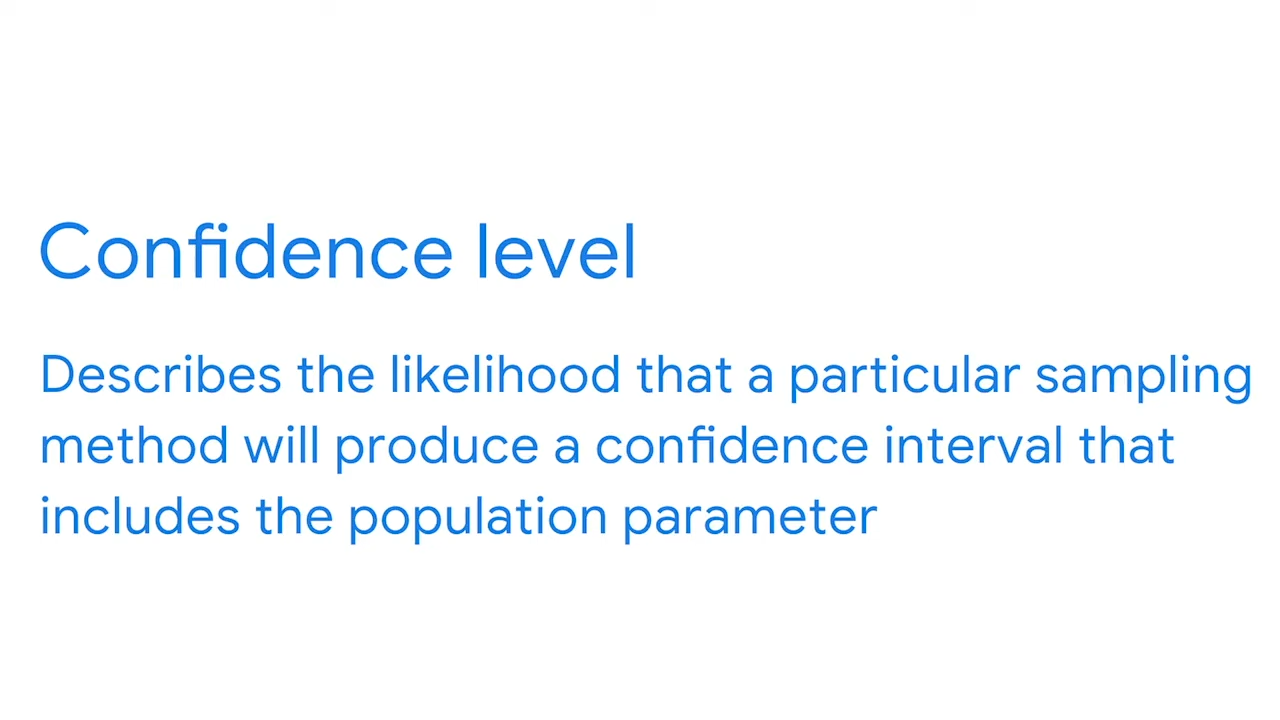 Confidence level
Describes the likelihood that a particular sampling
method will produce a confidence interval that
includes the population parameter